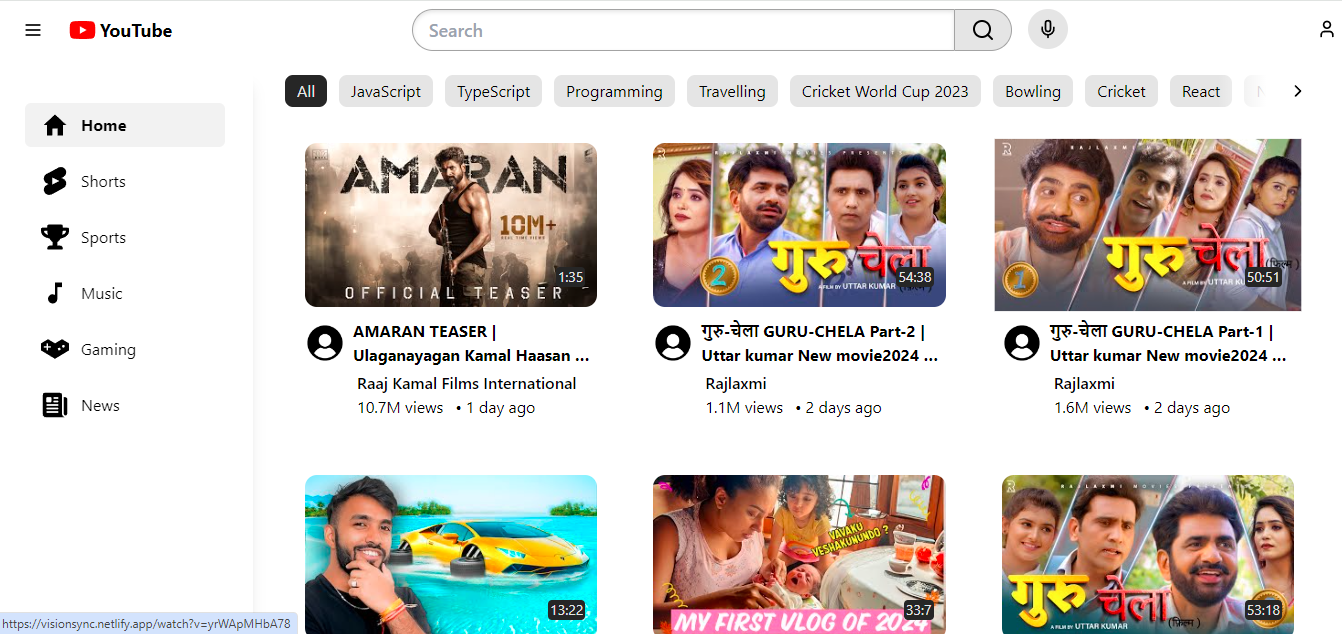 YouTube
Search
All JavaScript TypeScript Programming Travelling Cricket World Cup 2023 Bowling Cricket React N
Home
Shorts
Sports
Music
Gaming
News
AMARAN
10M+
REAL TIME VIEWS
OFFICIAL TEASER
1:35
AMARAN TEASER |
Ulaganayagan Kamal Haasan ...
Raaj Kamal Films International
10.7M views • 1 day ago
2
गुरु चेला
(फ़िल्म)
A FILM BY UTTAR KUMAR
54:38
गुरु-चेला GURU-CHELA Part-2 |
Uttar kumar New movie2024 ...
Rajlaxmi
1.1M views • 2 days ago
1
गुरु चेला
(फ़िल्म)
A FILM BY UTTAR
50:51
गुरु-चेला GURU-CHELA Part-1 |
Uttar kumar New movie2024 ...
Rajlaxmi
1.6M views • 2 days ago
13:22
VAVAKU
VESHAKUNUNDO ?
MY FIRST VLOG OF 2024
33:7
गुरु चेला
(फ़िल्म)
A FILM BY UTTAR KUMAR
53:18
https://visionsync.netlify.app/watch?v=yrWApMHbA78